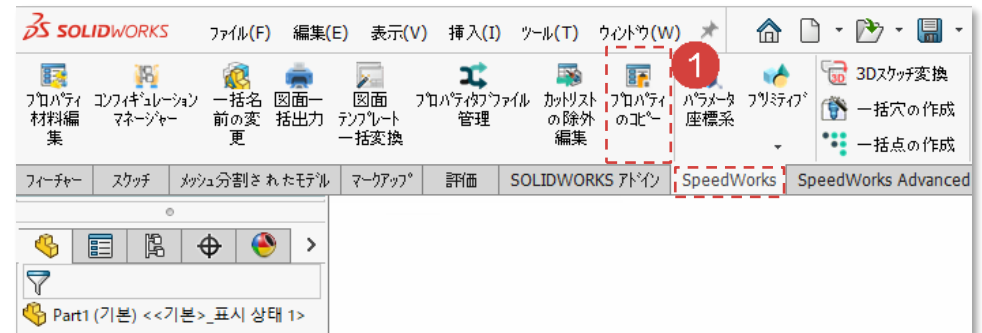 SOLIDWORKS ファイル(F) 編集(E) 表示(V) 挿入(I) ツール(T) ウィンドウ(W)
1
プロパティ材料編集
コンフィギュレーションマネージャー
一括名前の変更
図面一括出力
図面テンプレート一括変換
プロパティタブファイル管理
カットリストの除外編集
プロパティのコピー
パラメータ座標系
プリミティブ
3Dスケッチ変換
一括穴の作成
一括点の作成
フィーチャー スケッチ メッシュ分割されたモデル マークアップ 評価 SOLIDWORKS アドイン SpeedWorks SpeedWorks Advanced
Part1 (기본) <<기본>_표시 상태 1>